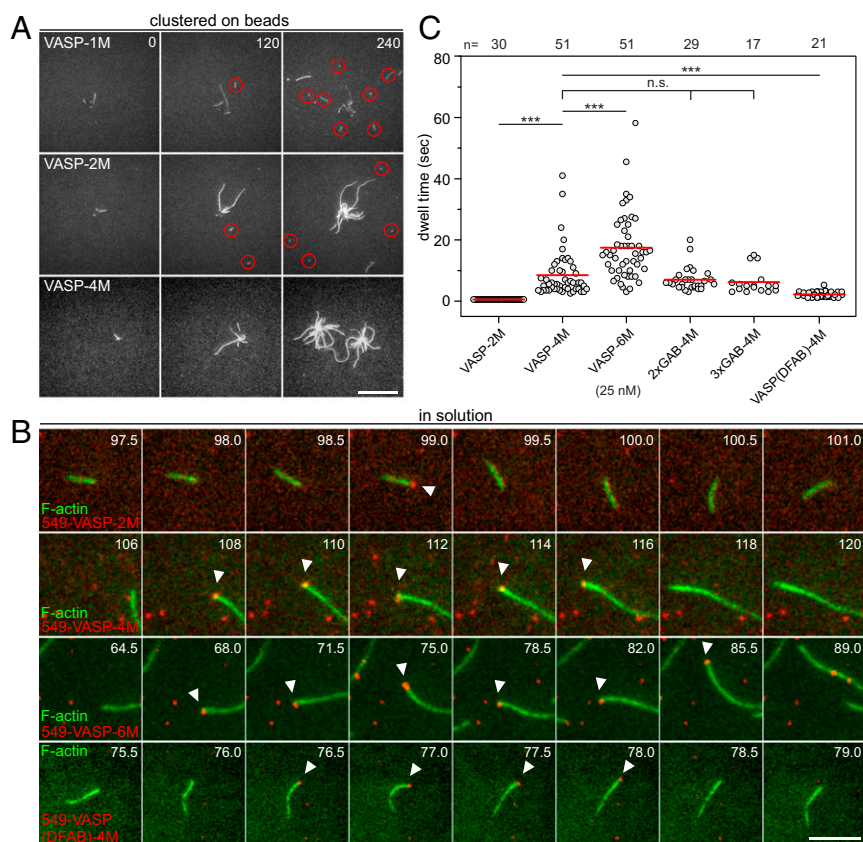 A
clustered on beads
VASP-1M
0
120
240
VASP-2M
VASP-4M
C
n= 30 51 51 29 17 21
***
n.s.
***
***
80
60
40
20
0
dwell time (sec)
VASP-2M
VASP-4M
VASP-6M
2xGAB-4M
3xGAB-4M
VASP(DFAB)-4M
(25 nM)
in solution
B
97.5 98.0 98.5 99.0 99.5 100.0 100.5 101.0
F-actin
549-VASP-2M
106 108 110 112 114 116 118 120
F-actin
549-VASP-4M
64.5 68.0 71.5 75.0 78.5 82.0 85.5 89.0
F-actin
549-VASP-6M
F-actin
75.5 76.0 76.5 77.0 77.5 78.0 78.5 79.0
549-VASP
(DFAB)-4M